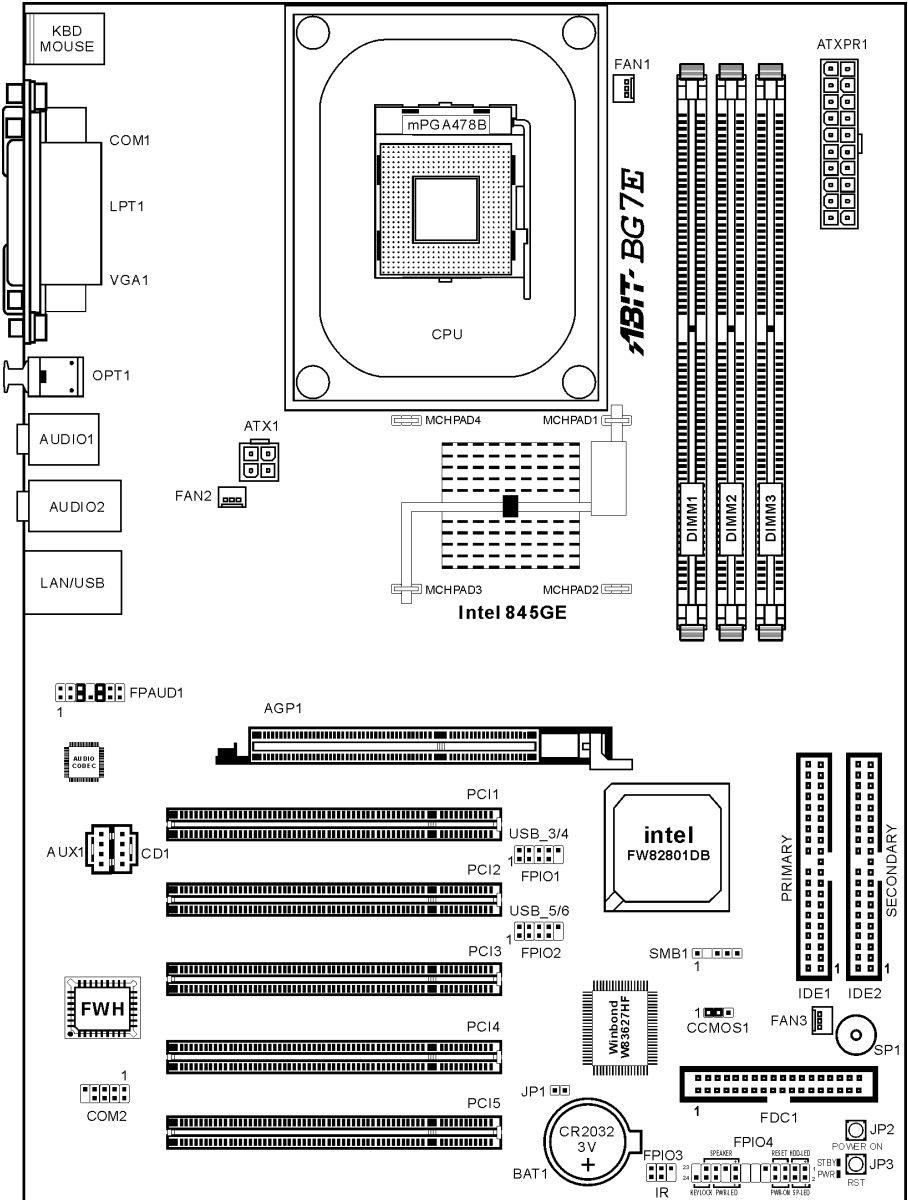 KBD
MOUSE
COM1
LPT1
VGA1
OPT1
AUDIO1
AUDIO2
LAN/USB
mPGA478B
CPU
FAN1
ATXPR1
ABIT- BG7E
DIMM1
DIMM2
DIMM3
ATX1
FAN2
MCHPAD4
MCHPAD1
MCHPAD3
MCHPAD2
Intel 845GE
FPAUD1
1
AUDIO
CODEC
AGP1
PCI1
AUX1
CD1
USB_3/4
1
FPIO1
PCI2
USB_5/6
1
FPIO2
PCI3
intel
FW82801DB
PRIMARY
SECONDARY
1
1
IDE1
IDE2
SMB1
1
FWH
Winbond
W83627HF
1
CCMOS1
FAN3
SP1
PCI4
1
COM2
JP1
PCI5
1
FDC1
CR2032
3V
+
BAT1
FPIO3
IR
FPIO4
SPEAKER
RESET
HDD-LED
23
24
1
2
KEYLOCK
PWR-LED
PWR-ON
SP-LED
JP2
POWER ON
STBY
PWR
JP3
RST